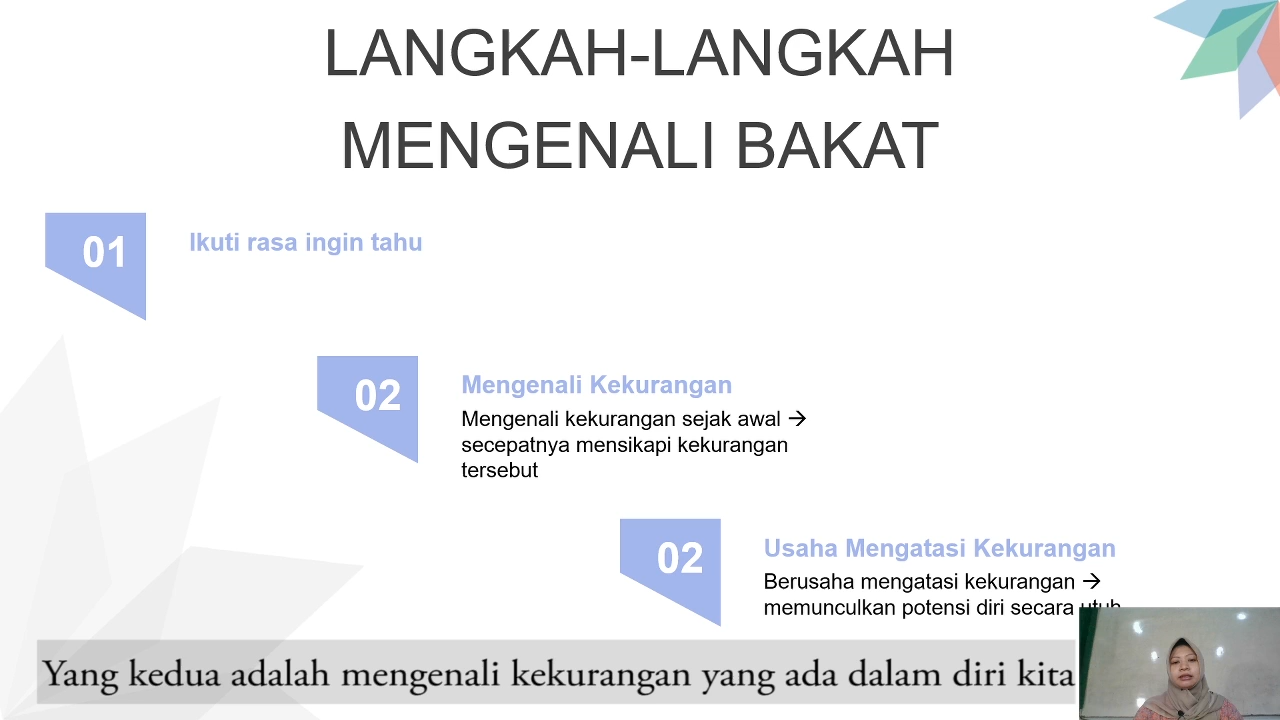 LANGKAH-LANGKAH
MENGENALI BAKAT
01
Ikuti rasa ingin tahu
02
Mengenali Kekurangan
Mengenali kekurangan sejak awal →
secepatnya mensikapi kekurangan
tersebut
02
Usaha Mengatasi Kekurangan
Berusaha mengatasi kekurangan →
memunculkan potensi diri secara utuh
Yang kedua adalah mengenali kekurangan yang ada dalam diri kita